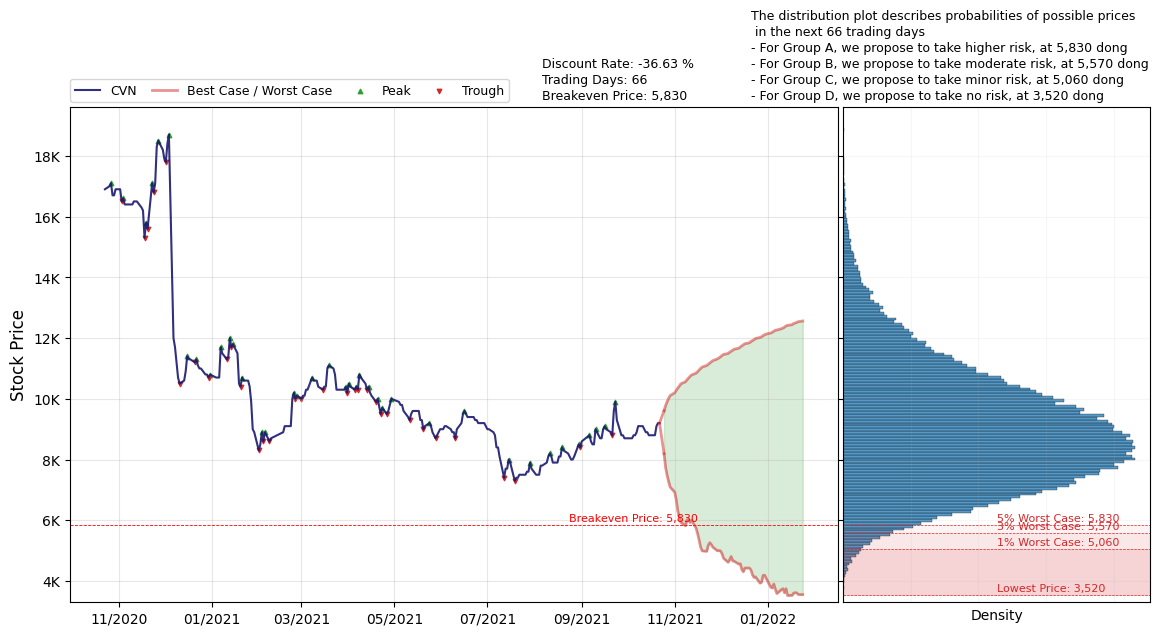 The distribution plot describes probabilities of possible prices
in the next 66 trading days
- For Group A, we propose to take higher risk, at 5,830 dong
- For Group B, we propose to take moderate risk, at 5,570 dong
- For Group C, we propose to take minor risk, at 5,060 dong
- For Group D, we propose to take no risk, at 3,520 dong
Discount Rate: -36.63 %
Trading Days: 66
Breakeven Price: 5,830
CVN
Best Case / Worst Case
Peak
Trough
Stock Price
18K
16K
14K
12K
10K
8K
6K
4K
Breakeven Price: 5,830
11/2020
01/2021
03/2021
05/2021
07/2021
09/2021
11/2021
01/2022
5% Worst Case: 5,830
3% Worst Case: 5,570
1% Worst Case: 5,060
Lowest Price: 3,520
Density